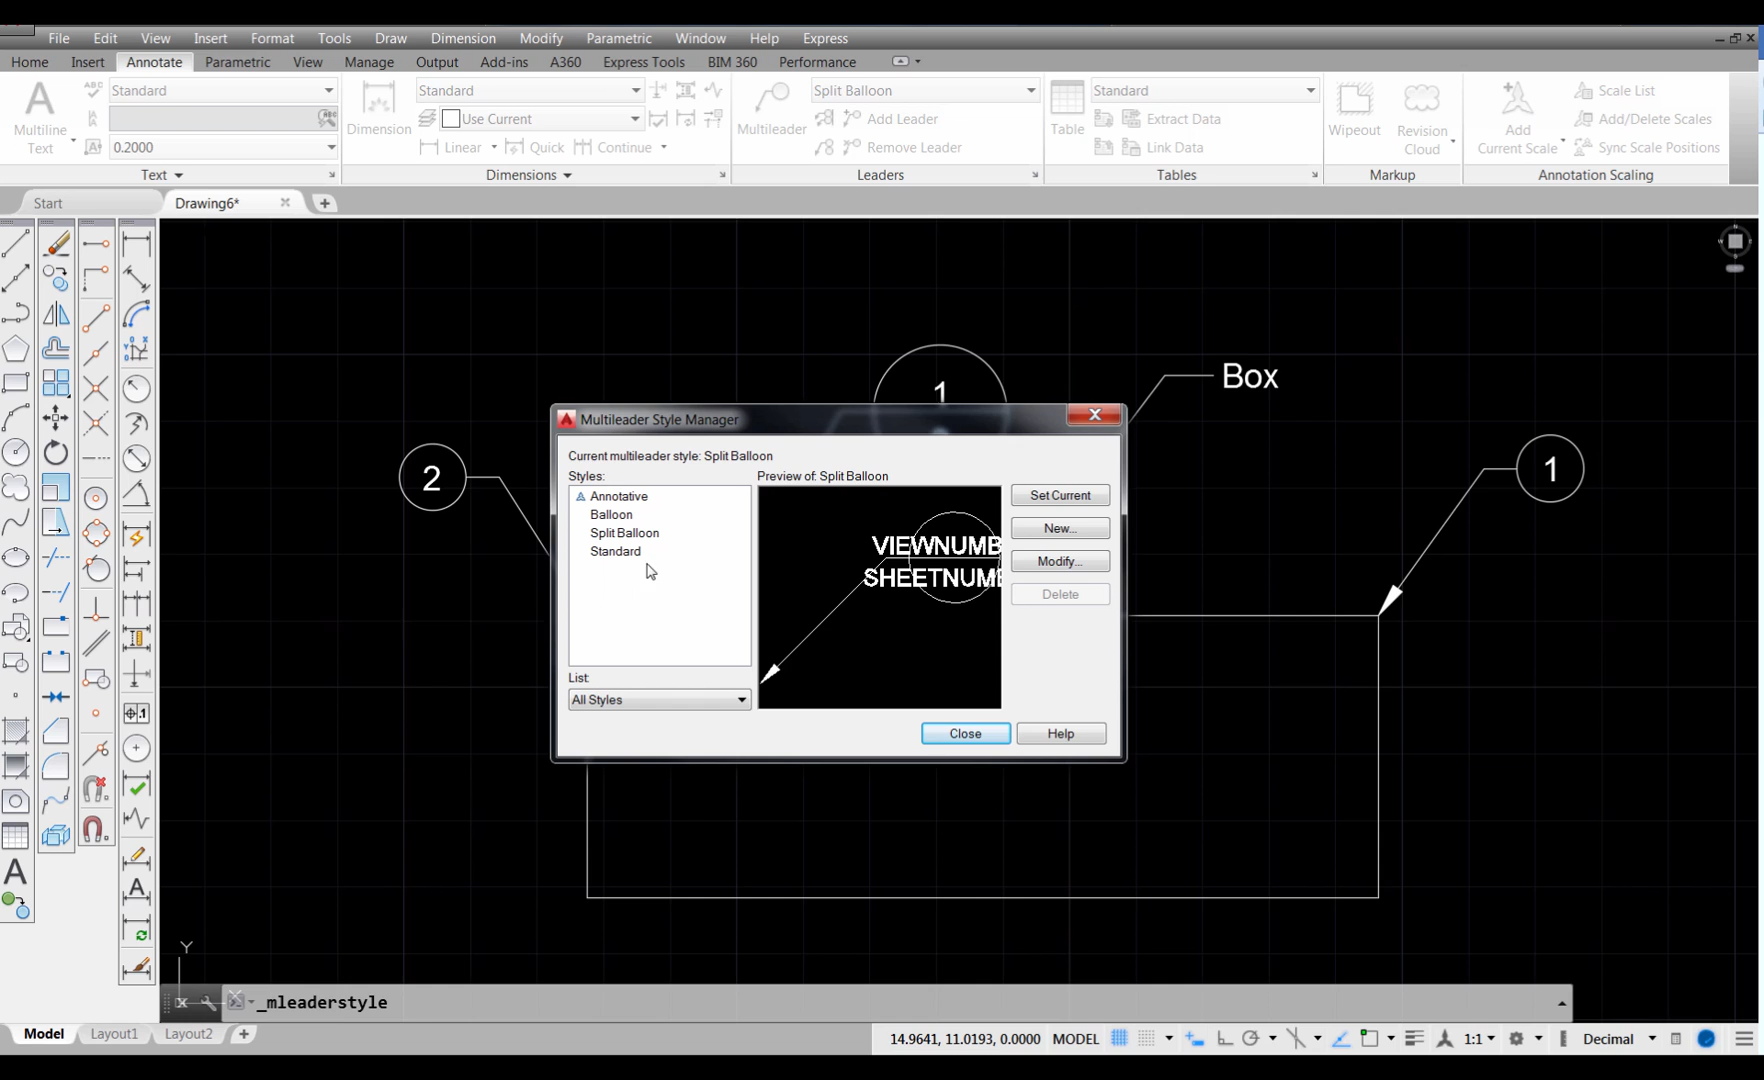 File Edit View Insert Format Tools Draw Dimension Modify Parametric Window Help Express
Home Insert Annotate Parametric View Manage Output Add-ins A360 Express Tools BIM 360 Performance
Standard
0.2000
Multiline
Text
Text
Dimension
Standard
Use Current
Linear Quick Continue
Dimensions
Multileader
Split Balloon
Add Leader
Remove Leader
Leaders
Table
Standard
Extract Data
Link Data
Tables
Wipeout
Revision
Cloud
Markup
Add
Current Scale
Scale List
Add/Delete Scales
Sync Scale Positions
Annotation Scaling
Start Drawing6*
1
Box
2
1
Multileader Style Manager
Current multileader style: Split Balloon
Styles:
Annotative
Balloon
Split Balloon
Standard
List:
All Styles
Preview of: Split Balloon
VIEWNUMB
SHEETNUME
Set Current
New...
Modify...
Delete
Close Help
Y
X
_mleaderstyle
Model Layout1 Layout2
14.9641, 11.0193, 0.0000 MODEL 1:1 Decimal